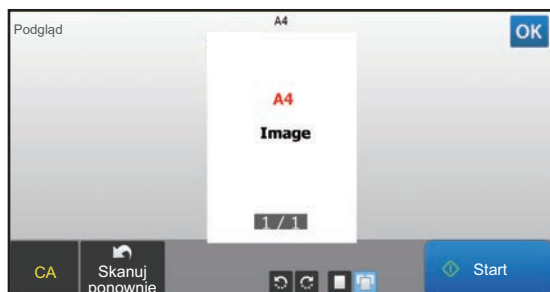 Podgląd
A4
OK
A4
Image
1 / 1
CA
Skanuj
ponownie
Start